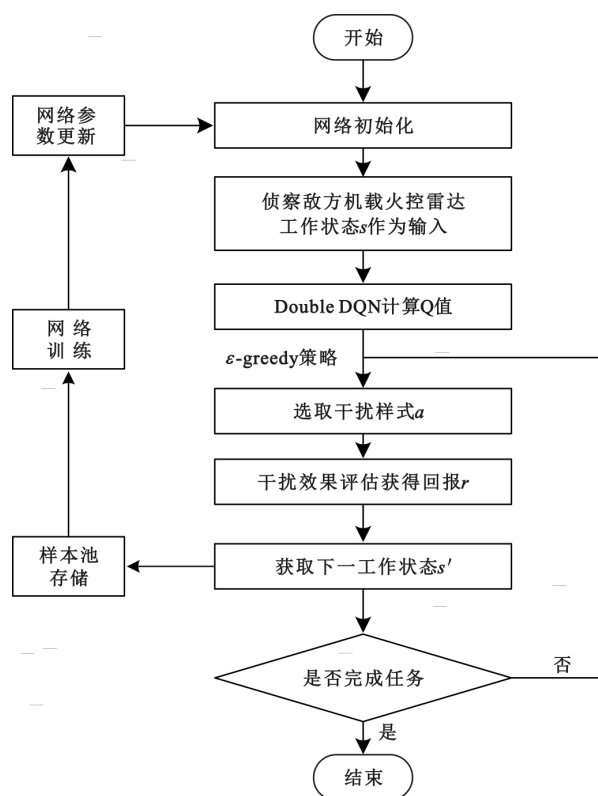 开始
网络参
数更新
网络初始化
侦察敌方机载火控雷达
工作状态s作为输入
Double DQN计算Q值
网 络
训 练
ε-greedy策略
选取干扰样式a
干扰效果评估获得回报r
样本池
存储
获取下一工作状态s′
是否完成任务
否
是
结束